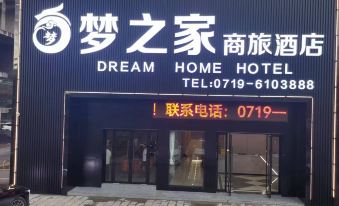 梦之家商旅酒店
梦
DREAM HOME HOTEL
TEL:0719-6103888
！联系电话：0719一